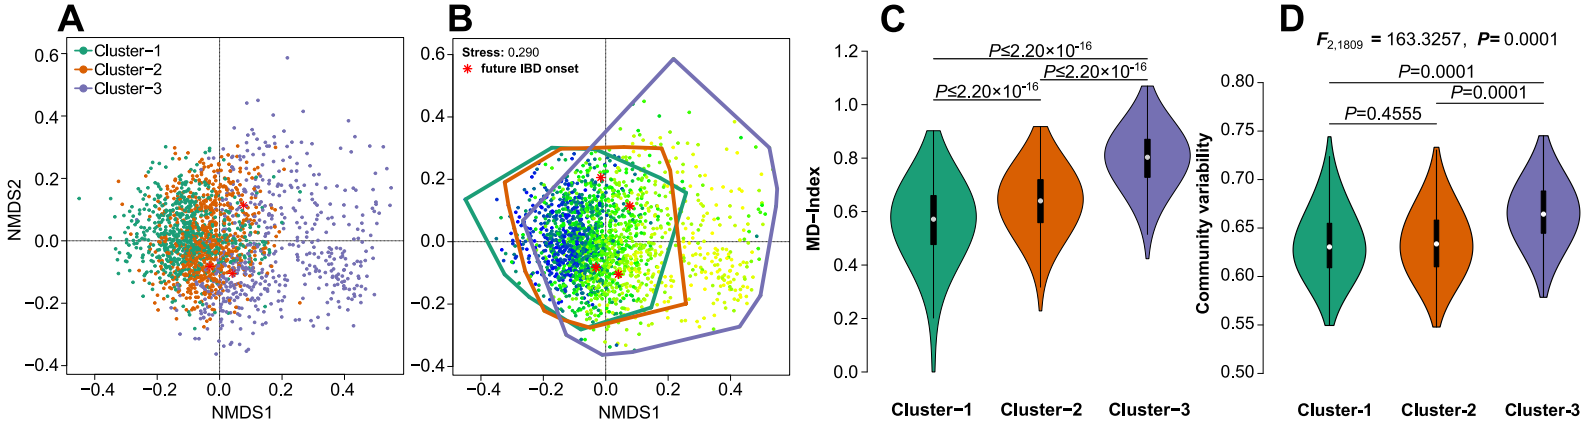 A
Cluster−1
Cluster−2
Cluster−3
0.6
0.4
0.2
0.0
−0.2
−0.4
NMDS2
−0.4
−0.2
0.0
0.2
0.4
NMDS1
B
Stress: 0.290
* future IBD onset
0.6
0.4
0.2
0.0
−0.2
−0.4
−0.4
−0.2
0.0
0.2
0.4
NMDS1
C
P≤2.20×10-16
P≤2.20×10-16
P≤2.20×10-16
1.2
1.0
0.8
0.6
0.4
0.2
0.0
MD−Index
Cluster−1
Cluster−2
Cluster−3
D
F2,1809 = 163.3257, P= 0.0001
P=0.0001
P=0.0001
P=0.4555
0.80
0.75
0.70
0.65
0.60
0.55
0.50
Community variability
Cluster-1
Cluster-2
Cluster-3